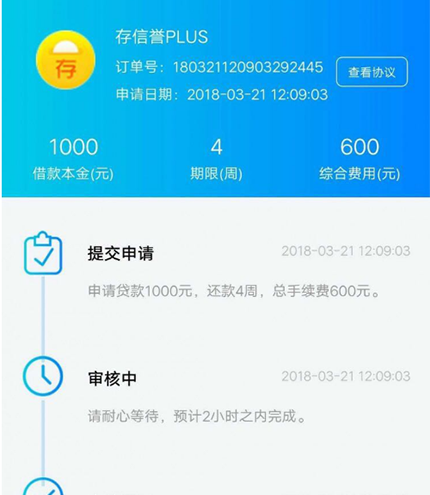 存信誉PLUS
存
订单号：180321120903292445
查看协议
申请日期：2018-03-21 12:09:03
1000
4
600
借款本金(元)
期限(周)
综合费用(元)
提交申请
2018-03-21 12:09:03
申请贷款1000元，还款4周，总手续费600元。
审核中
2018-03-21 12:09:03
请耐心等待，预计2小时之内完成。